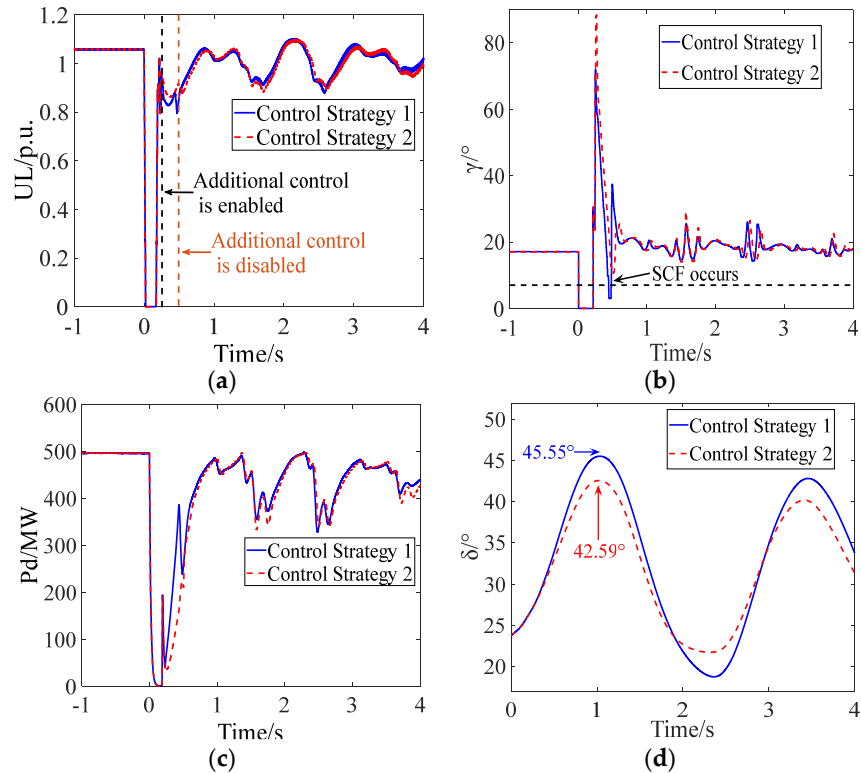 1.2
1
0.8
0.6
0.4
0.2
0
UL/p.u.
Control Strategy 1
Control Strategy 2
Additional control
is enabled
Additional control
is disabled
-1 0 1 2 3 4
Time/s
(a)
80
60
40
20
0
γ/°
Control Strategy 1
Control Strategy 2
SCF occurs
-1 0 1 2 3 4
Time/s
(b)
600
500
400
300
200
100
0
Pd/MW
Control Strategy 1
Control Strategy 2
-1 0 1 2 3 4
Time/s
(c)
50
45
40
35
30
25
20
δ/°
Control Strategy 1
Control Strategy 2
45.55°
42.59°
0 1 2 3 4
Time/s
(d)